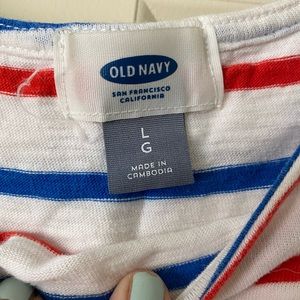 OLD NAVY
SAN FRANCISCO
CALIFORNIA
L
G
MADE IN
CAMBODIA